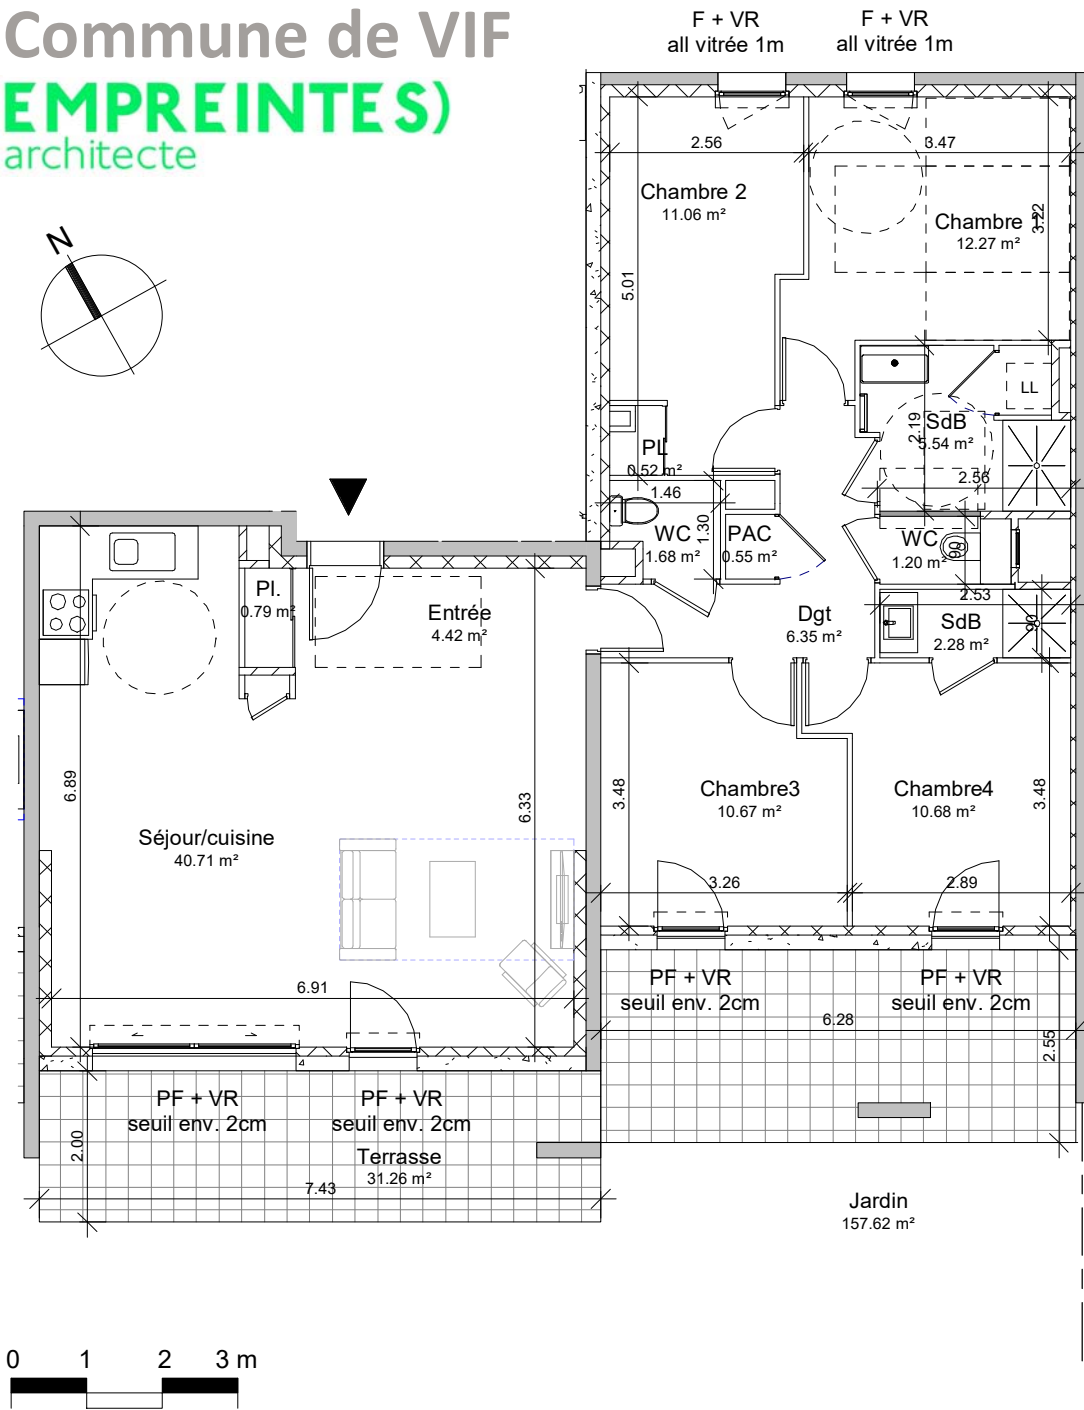 Commune de VIF
EMPREINTES)
architecte
N
F + VR
all vitrée 1m
F + VR
all vitrée 1m
2.56
3.47
Chambre 2
11.06 m²
Chambre 1
12.27 m²
3.22
5.01
LL
SdB
5.54 m²
2.19
2.56
PL
0.52 m²
1.46
WC
1.68 m²
1.30
PAC
0.55 m²
WC
1.20 m²
90
2.53
Pl.
0.79 m²
Entrée
4.42 m²
Dgt
6.35 m²
SdB
2.28 m²
90
6.89
6.33
3.48
Chambre3
10.67 m²
Chambre4
10.68 m²
3.48
Séjour/cuisine
40.71 m²
3.26
2.89
6.91
PF + VR
seuil env. 2cm
PF + VR
seuil env. 2cm
6.28
2.55
PF + VR
seuil env. 2cm
PF + VR
seuil env. 2cm
2.00
Terrasse
31.26 m²
7.43
Jardin
157.62 m²
0 1 2 3 m